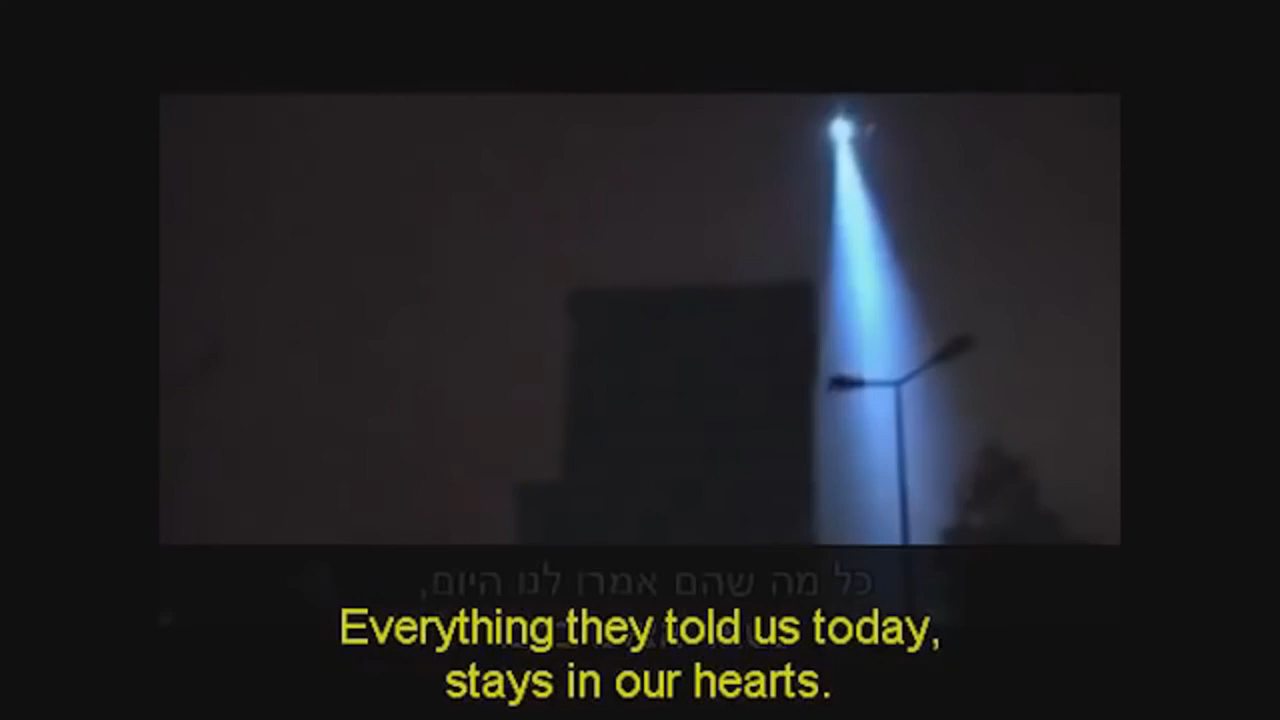 כל מה שהם אמרו לנו היום,
Everything they told us today,
stays in our hearts.